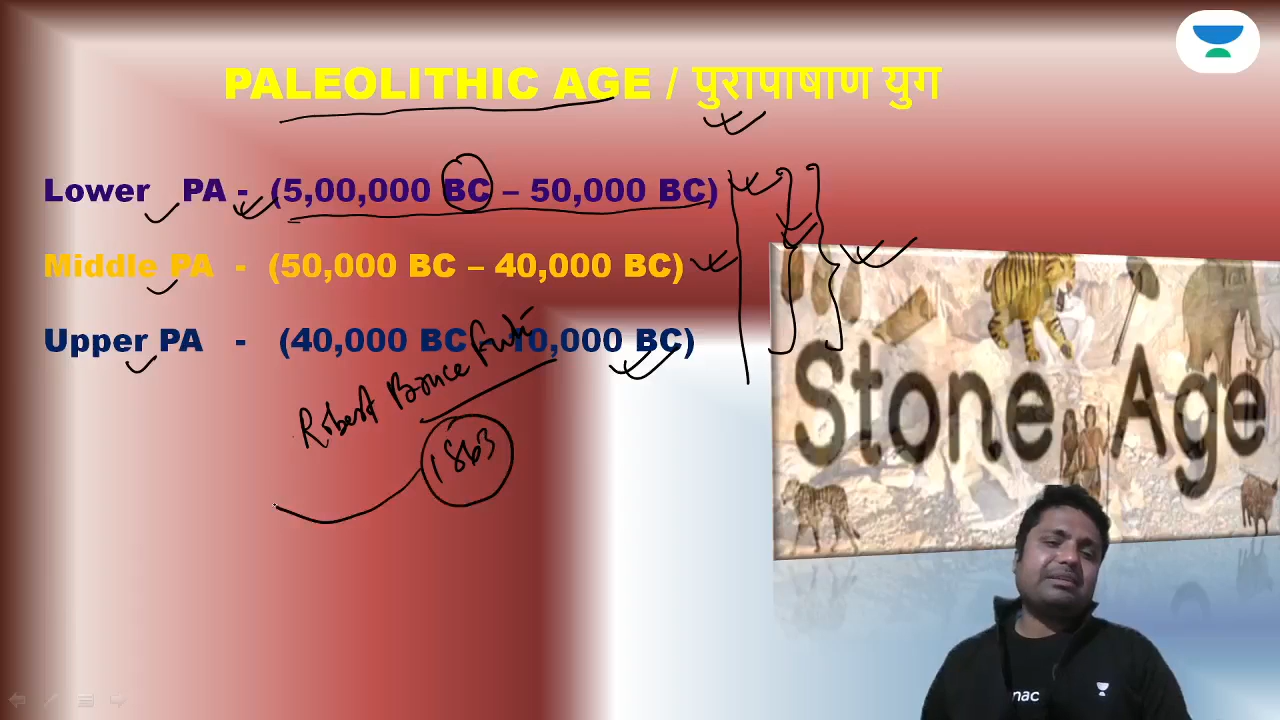 PALEOLITHIC AGE / पुरापाषाण युग
Lower PA - (5,00,000 BC – 50,000 BC)
Middle PA - (50,000 BC – 40,000 BC)
Upper PA - (40,000 BC 10,000 BC)
Robert Bruce
1863
Stone Age
nac